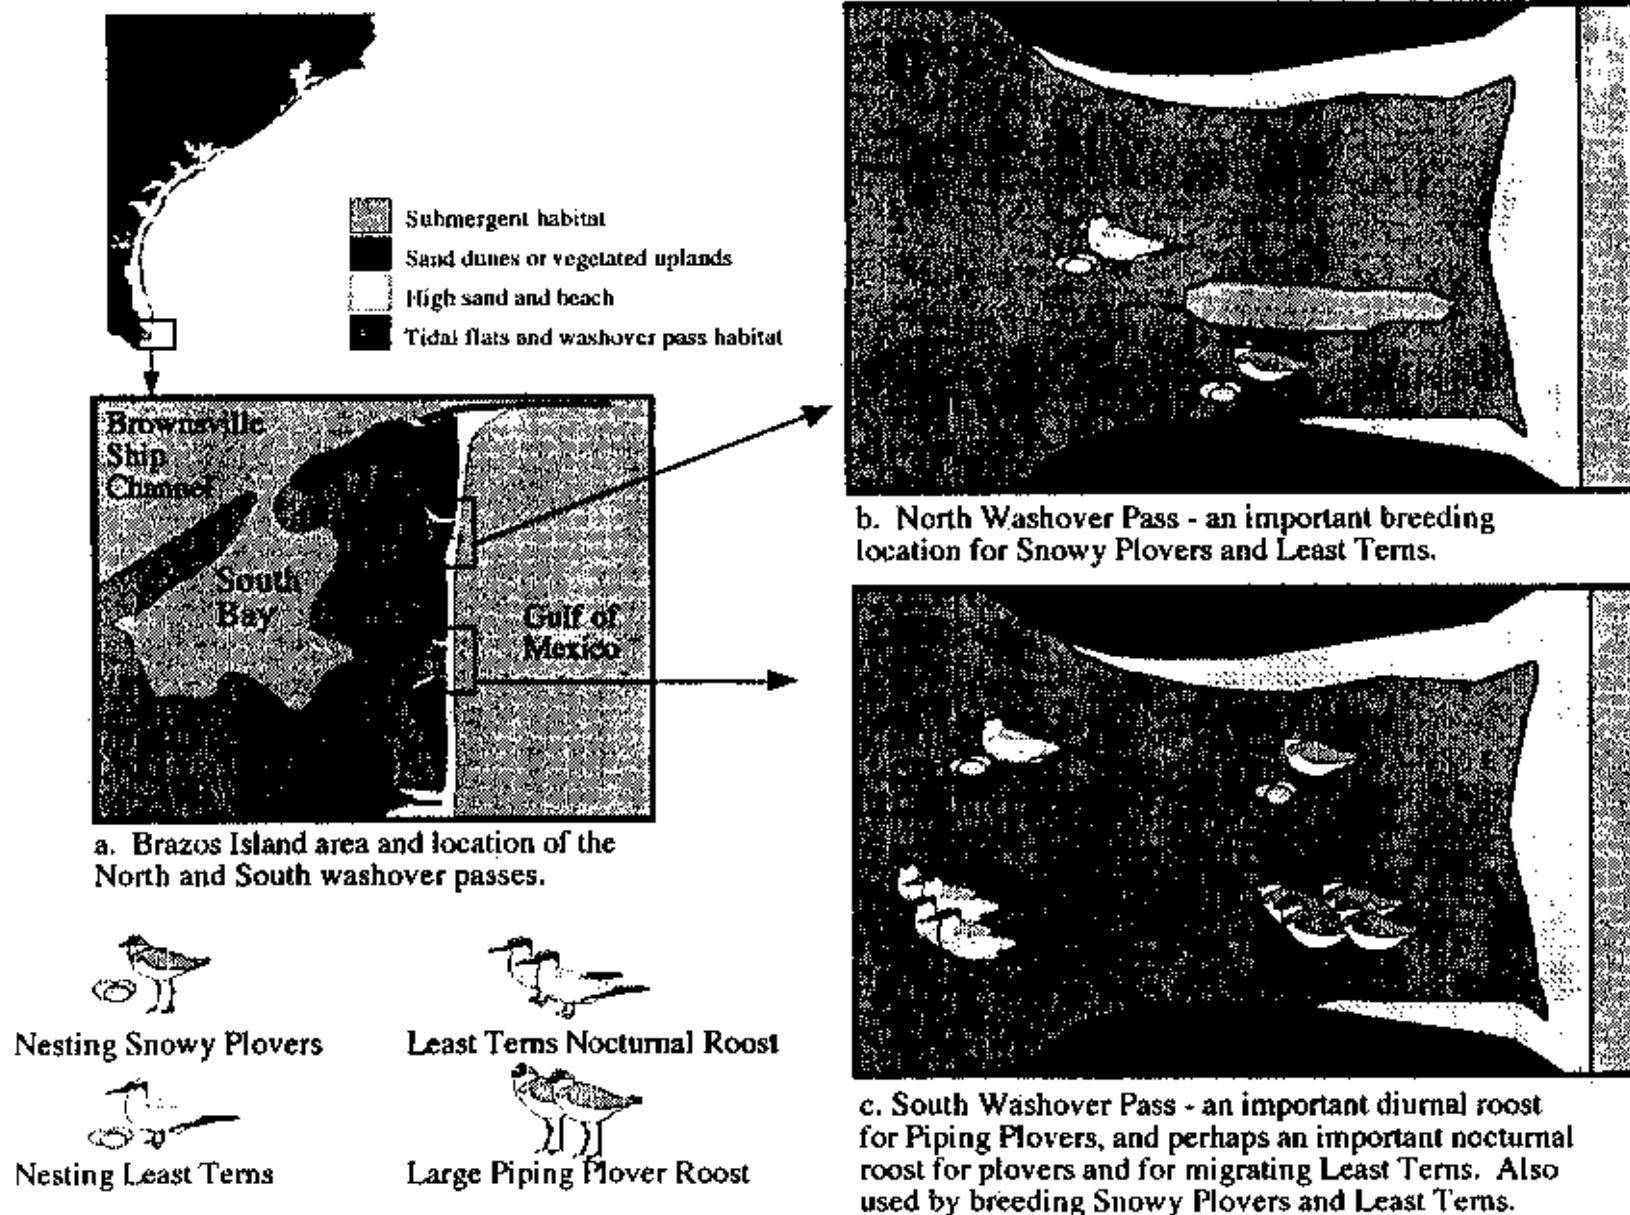 Submergent habitat
Sand dunes or vegetated uplands
High sand and beach
Tidal flats and washover pass habitat
Brownsville
Ship
Channel
South
Bay
Gulf of
Mexico
a. Brazos Island area and location of the
North and South washover passes.
Nesting Snowy Plovers
Least Terns Nocturnal Roost
Nesting Least Terns
Large Piping Plover Roost
b. North Washover Pass - an important breeding
location for Snowy Plovers and Least Terns.
c. South Washover Pass - an important diurnal roost
for Piping Plovers, and perhaps an important nocturnal
roost for plovers and for migrating Least Terns. Also
used by breeding Snowy Plovers and Least Terns.